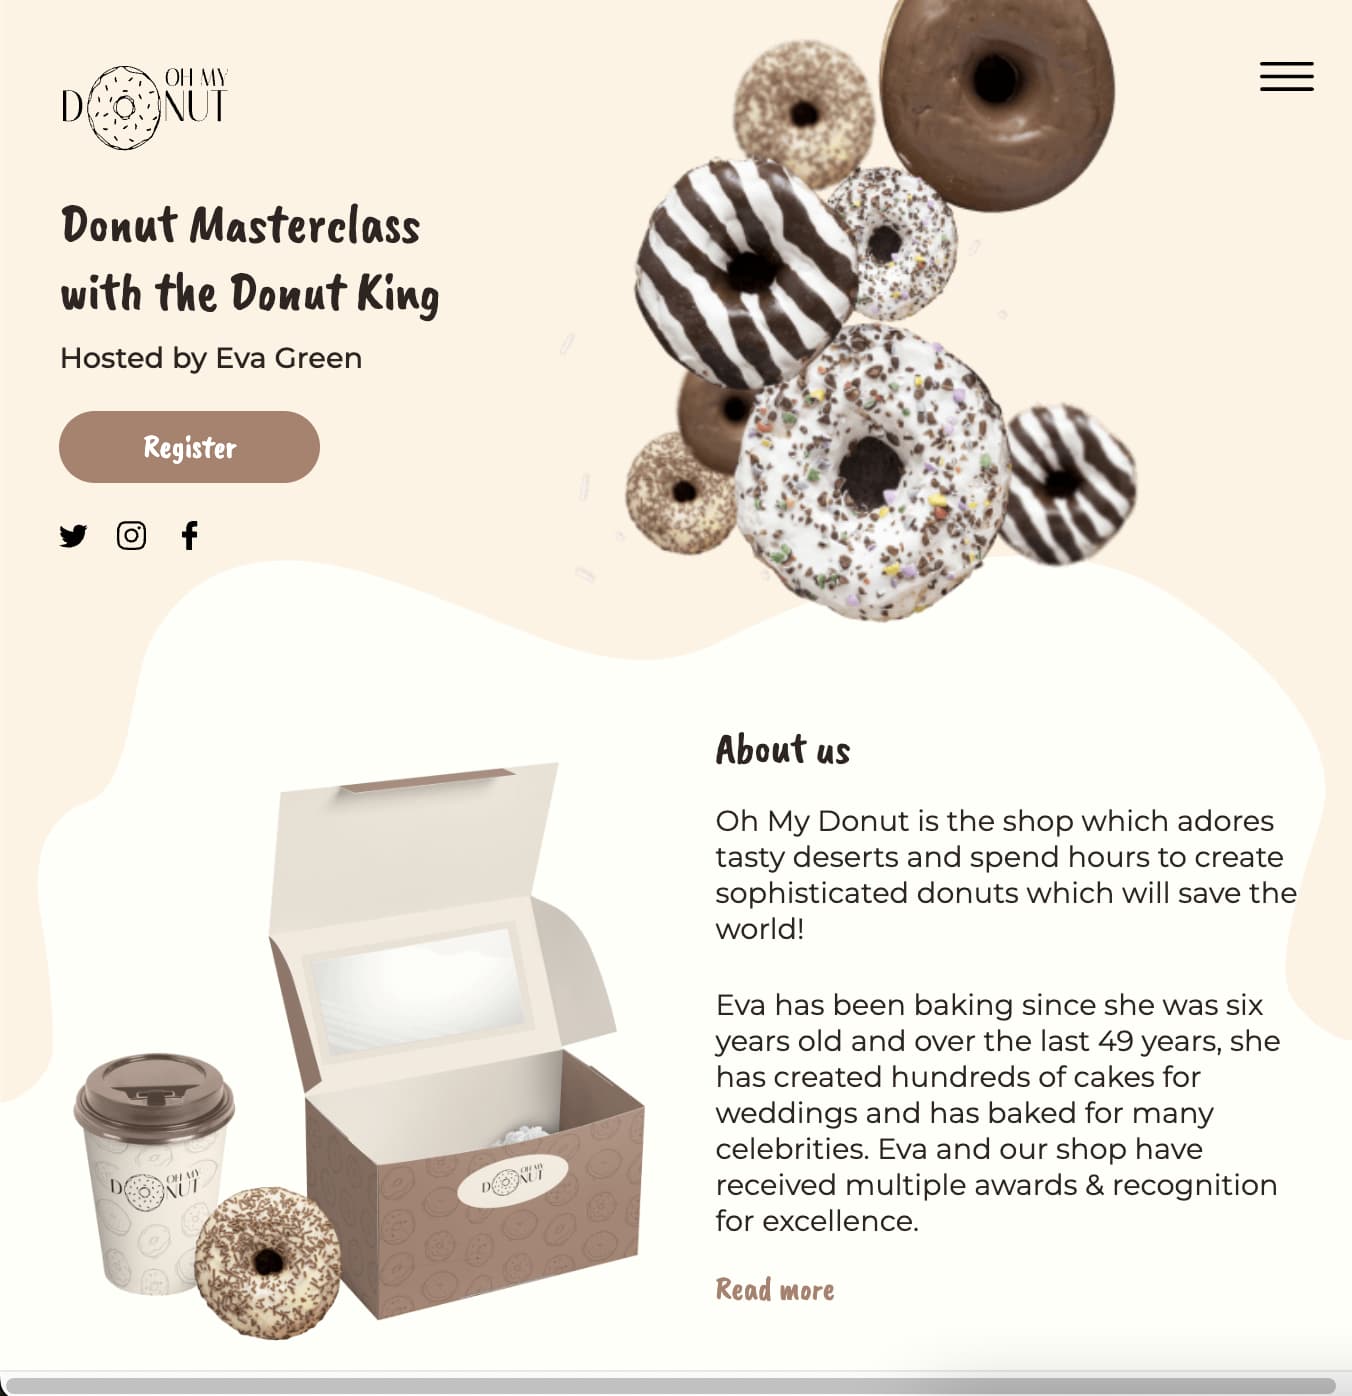 OH MY
DONUT
Donut Masterclass
with the Donut King
Hosted by Eva Green
Register
About us
Oh My Donut is the shop which adores
tasty deserts and spend hours to create
sophisticated donuts which will save the
world!
Eva has been baking since she was six
years old and over the last 49 years, she
has created hundreds of cakes for
weddings and has baked for many
celebrities. Eva and our shop have
received multiple awards & recognition
for excellence.
Read more
OH MY
DONUT
OH MY
DONUT